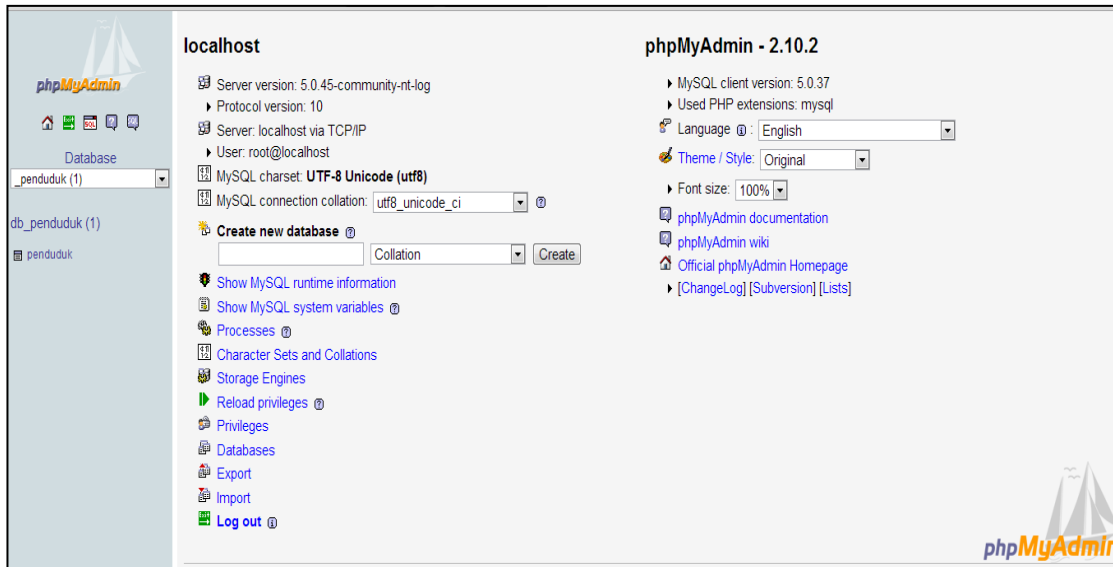 phpMyAdmin
Database
_penduduk (1)
db_penduduk (1)
penduduk
localhost
Server version: 5.0.45-community-nt-log
Protocol version: 10
Server: localhost via TCP/IP
User: root@localhost
MySQL charset: UTF-8 Unicode (utf8)
MySQL connection collation: utf8_unicode_ci
Create new database
Collation Create
Show MySQL runtime information
Show MySQL system variables
Processes
Character Sets and Collations
Storage Engines
Reload privileges
Privileges
Databases
Export
Import
Log out
phpMyAdmin - 2.10.2
MySQL client version: 5.0.37
Used PHP extensions: mysql
Language : English
Theme / Style: Original
Font size: 100%
phpMyAdmin documentation
phpMyAdmin wiki
Official phpMyAdmin Homepage
[ChangeLog] [Subversion] [Lists]
phpMyAdmin